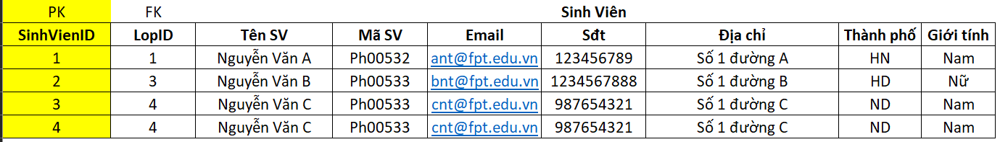 PK FK Sinh Viên
SinhVienID LopID Tên SV Mã SV Email Sđt Địa chỉ Thành phố Giới tính
1 1 Nguyễn Văn A Ph00532 ant@fpt.edu.vn 123456789 Số 1 đường A HN Nam
2 3 Nguyễn Văn B Ph00533 bnt@fpt.edu.vn 1234567888 Số 1 đường B HD Nữ
3 4 Nguyễn Văn C Ph00533 cnt@fpt.edu.vn 987654321 Số 1 đường C ND Nam
4 4 Nguyễn Văn C Ph00533 cnt@fpt.edu.vn 987654321 Số 1 đường C ND Nam